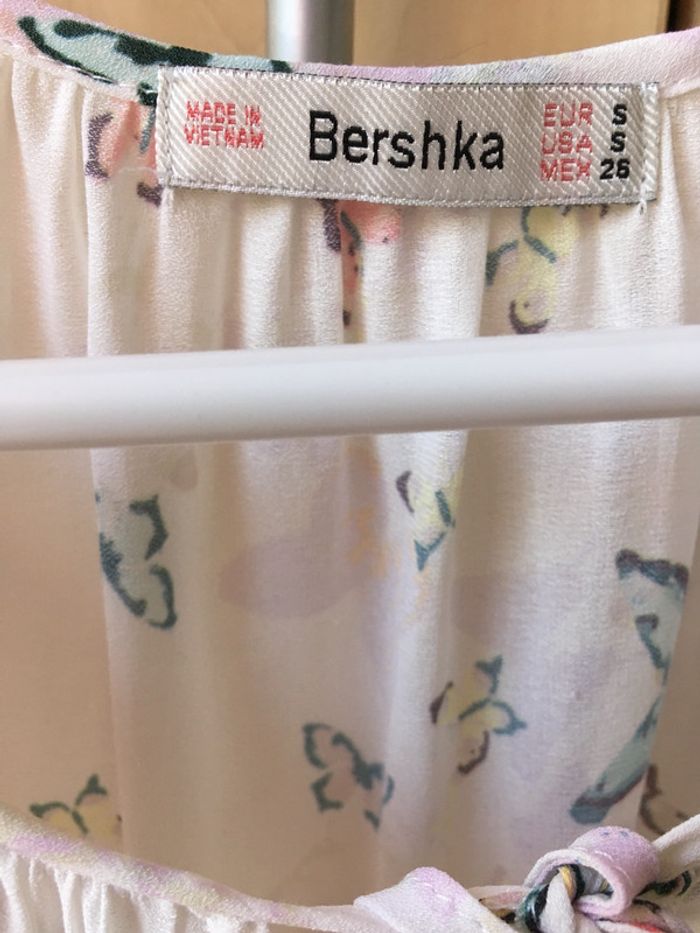 MADE IN
VIETNAM
Bershka
EUR S
USA S
MEX 26